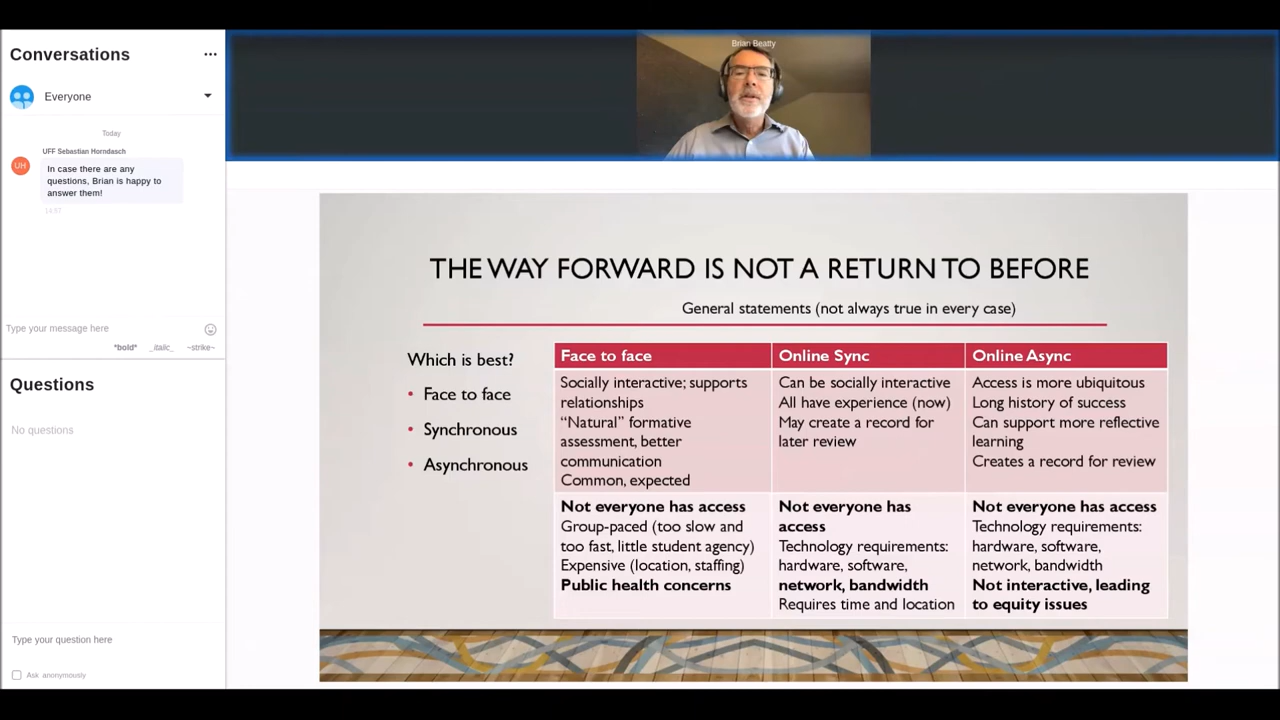 Conversations
Everyone
Today
UFF Sebastian Horndasch
UH
In case there are any
questions, Brian is happy to
answer them!
14:57
Type your message here
*bold* _italic_ ~strike~
Questions
No questions
Type your question here
Ask anonymously
Brian Beatty
THE WAY FORWARD IS NOT A RETURN TO BEFORE
General statements (not always true in every case)
Which is best?
• Face to face
• Synchronous
• Asynchronous
Face to face
Socially interactive; supports
relationships
“Natural” formative
assessment, better
communication
Common, expected
Not everyone has access
Group-paced (too slow and
too fast, little student agency)
Expensive (location, staffing)
Public health concerns
Online Sync
Can be socially interactive
All have experience (now)
May create a record for
later review
Not everyone has
access
Technology requirements:
hardware, software,
network, bandwidth
Requires time and location
Online Async
Access is more ubiquitous
Long history of success
Can support more reflective
learning
Creates a record for review
Not everyone has access
Technology requirements:
hardware, software,
network, bandwidth
Not interactive, leading
to equity issues